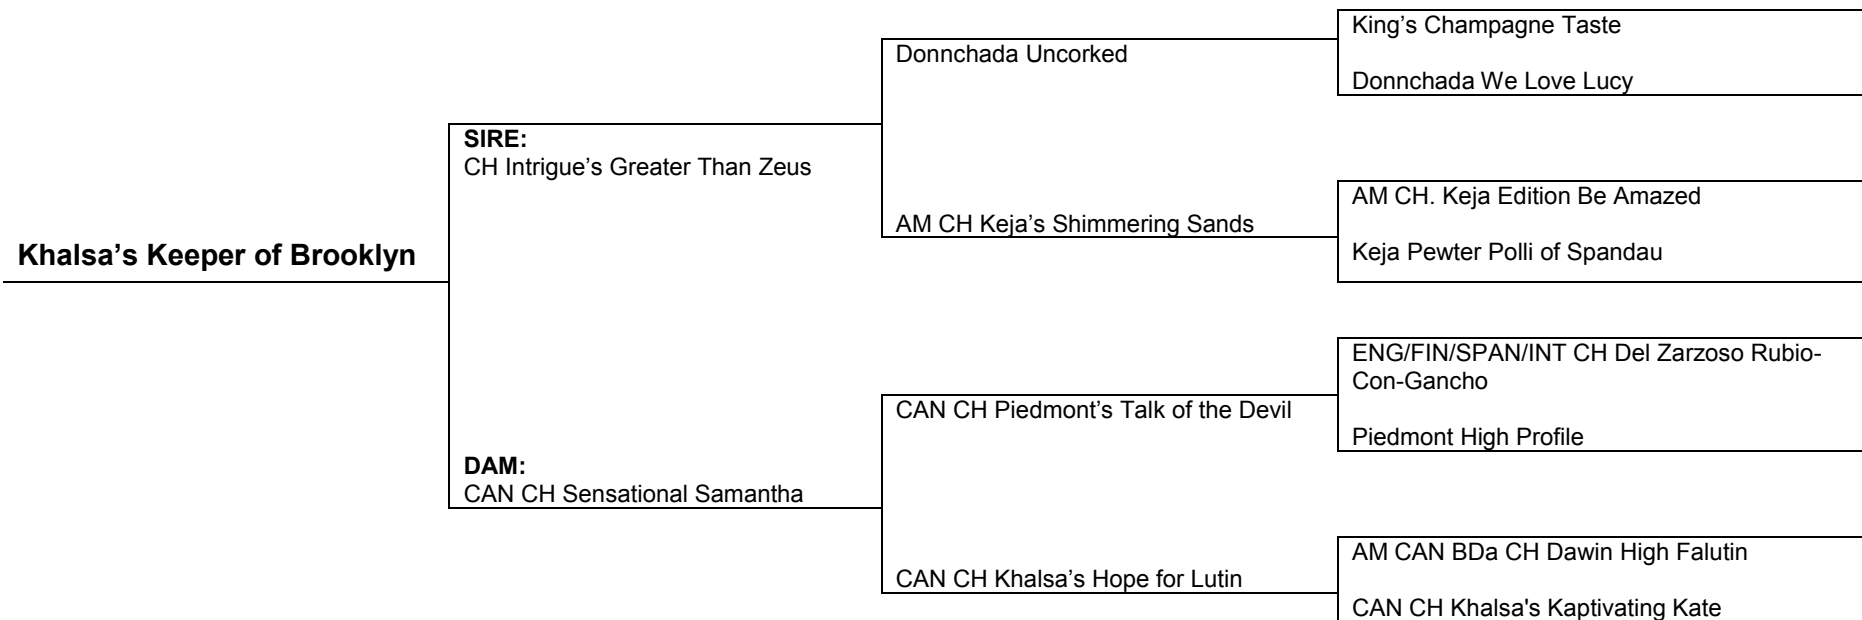 King's Champagne Taste
Donnchada Uncorked
Donnchada We Love Lucy
SIRE:
CH Intrigue’s Greater Than Zeus
AM CH. Keja Edition Be Amazed
AM CH Keja’s Shimmering Sands
Khalsa’s Keeper of Brooklyn
Keja Pewter Polli of Spandau
ENG/FIN/SPAN/INT CH Del Zarzoso Rubio-
Con-Gancho
CAN CH Piedmont’s Talk of the Devil
Piedmont High Profile
DAM:
CAN CH Sensational Samantha
AM CAN BDa CH Dawin High Falutin
CAN CH Khalsa’s Hope for Lutin
CAN CH Khalsa's Kaptivating Kate